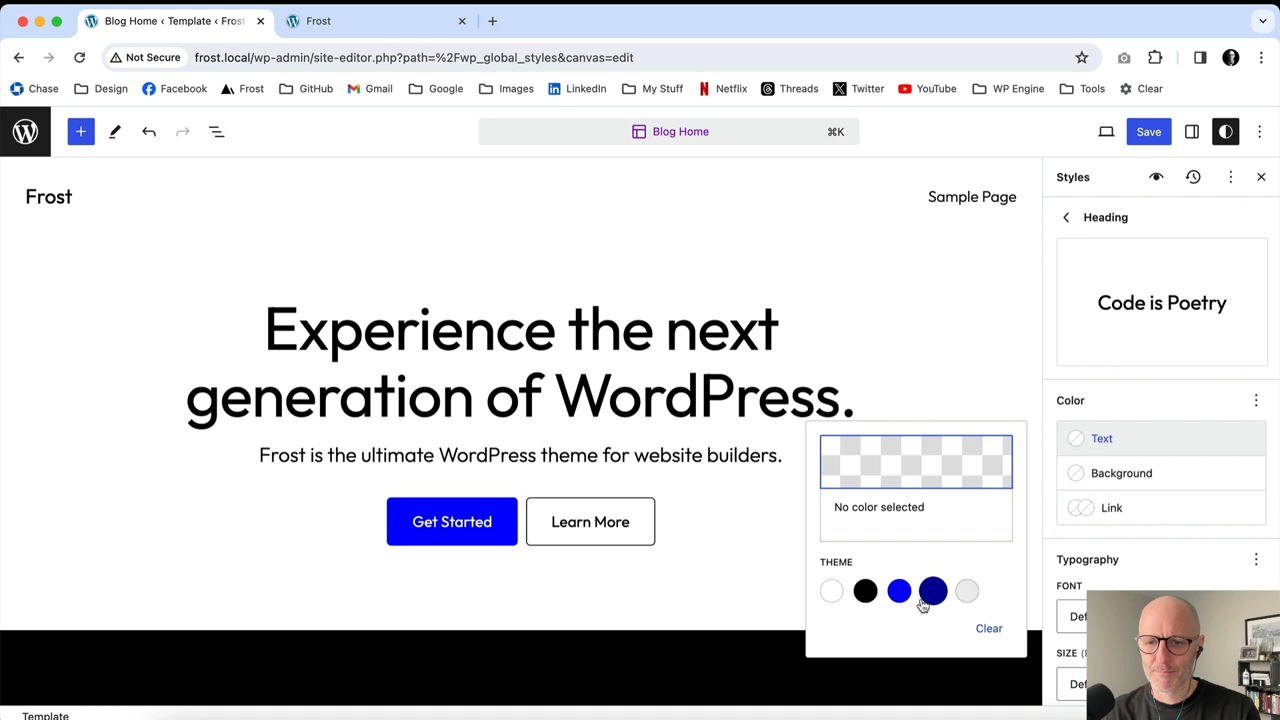 Blog Home ‹ Template ‹ Frost
Frost
Not Secure
frost.local/wp-admin/site-editor.php?path=%2Fwp_global_styles&canvas=edit
Chase
Design
Facebook
Frost
GitHub
Gmail
Google
Images
LinkedIn
My Stuff
Netflix
Threads
Twitter
YouTube
WP Engine
Tools
Clear
Blog Home
⌘K
Save
Styles
Frost
Sample Page
Heading
Code is Poetry
Experience the next
generation of WordPress.
Frost is the ultimate WordPress theme for website builders.
Get Started
Learn More
Color
Text
Background
Link
No color selected
THEME
Clear
Typography
FONT
Def
SIZE
Def
Template